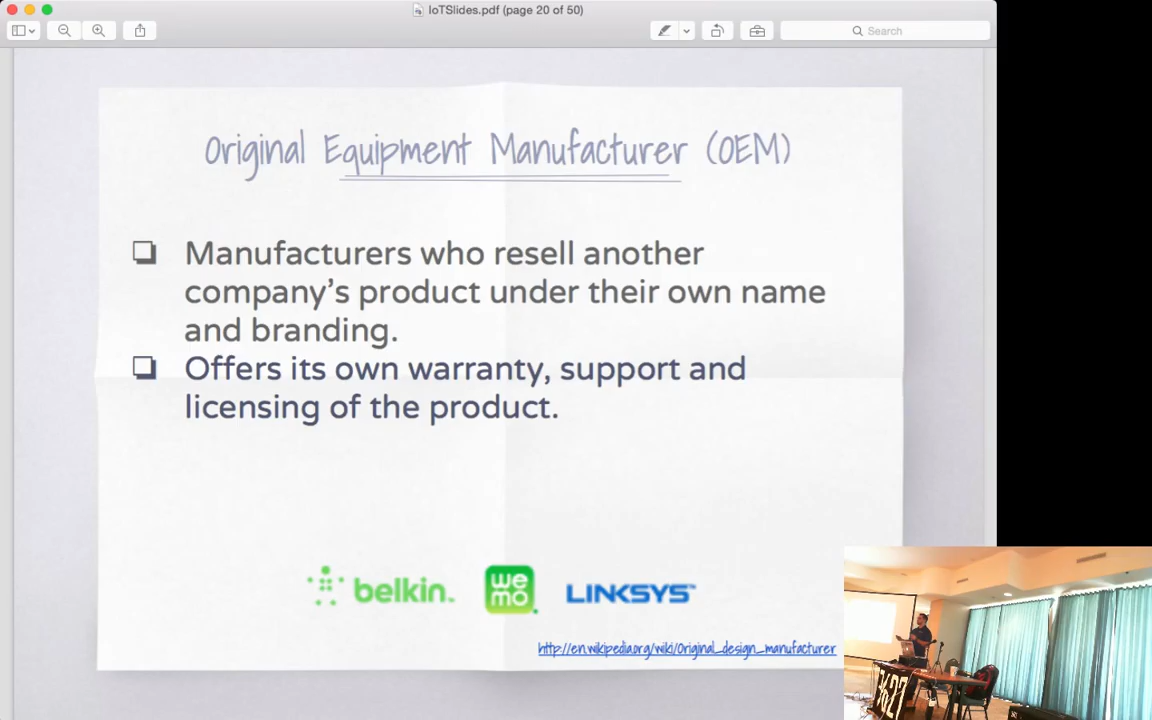 IoTSlides.pdf (page 20 of 50)
Search
Original Equipment Manufacturer (OEM)
Manufacturers who resell another
company's product under their own name
and branding.
Offers its own warranty, support and
licensing of the product.
belkin.
we
mo
LINKSYS
http://en.wikipedia.org/wiki/Original_design_manufacturer
3627